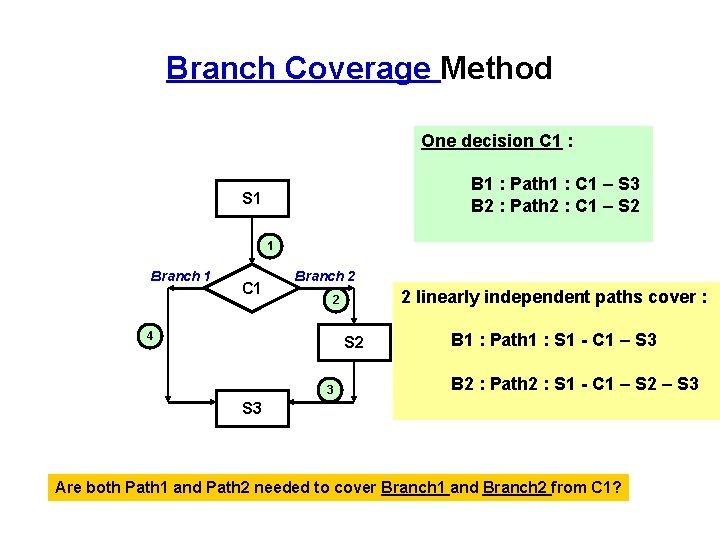 Branch Coverage Method
One decision C1 :
B1 : Path1 : C1 – S3
B2 : Path2 : C1 – S2
S1
1
Branch 1
C1
Branch 2
2
2 linearly independent paths cover :
4
S2
B1 : Path1 : S1 - C1 – S3
3
B2 : Path2 : S1 - C1 – S2 – S3
S3
Are both Path1 and Path2 needed to cover Branch1 and Branch2 from C1?